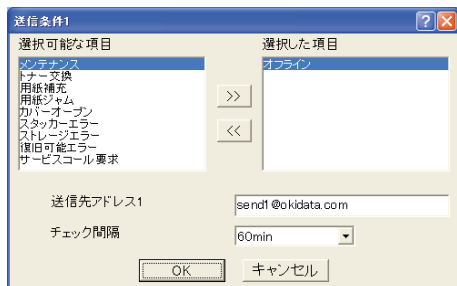 送信条件1
選択可能な項目
選択した項目
メンテナンス
トナー交換
用紙補充
用紙ジャム
カバーオープン
スタッカーエラー
ストレージエラー
復旧可能エラー
サービスコール要求
オフライン
>>
<<
送信先アドレス1
send1@okidata.com
チェック間隔
60min
OK
キャンセル